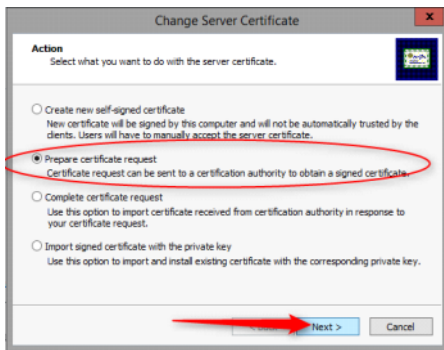 Change Server Certificate
x
Action
Select what you want to do with the server certificate.
Create new self-signed certificate
New certificate will be signed by this computer and will not be automatically trusted by the
clients. Users will have to manually accept the server certificate.
Prepare certificate request
Certificate request can be sent to a certification authority to obtain a signed certificate.
Complete certificate request
Use this option to import certificate received from certification authority in response to
your certificate request.
Import signed certificate with the private key
Use this option to import and install existing certificate with the corresponding private key.
Next > Cancel